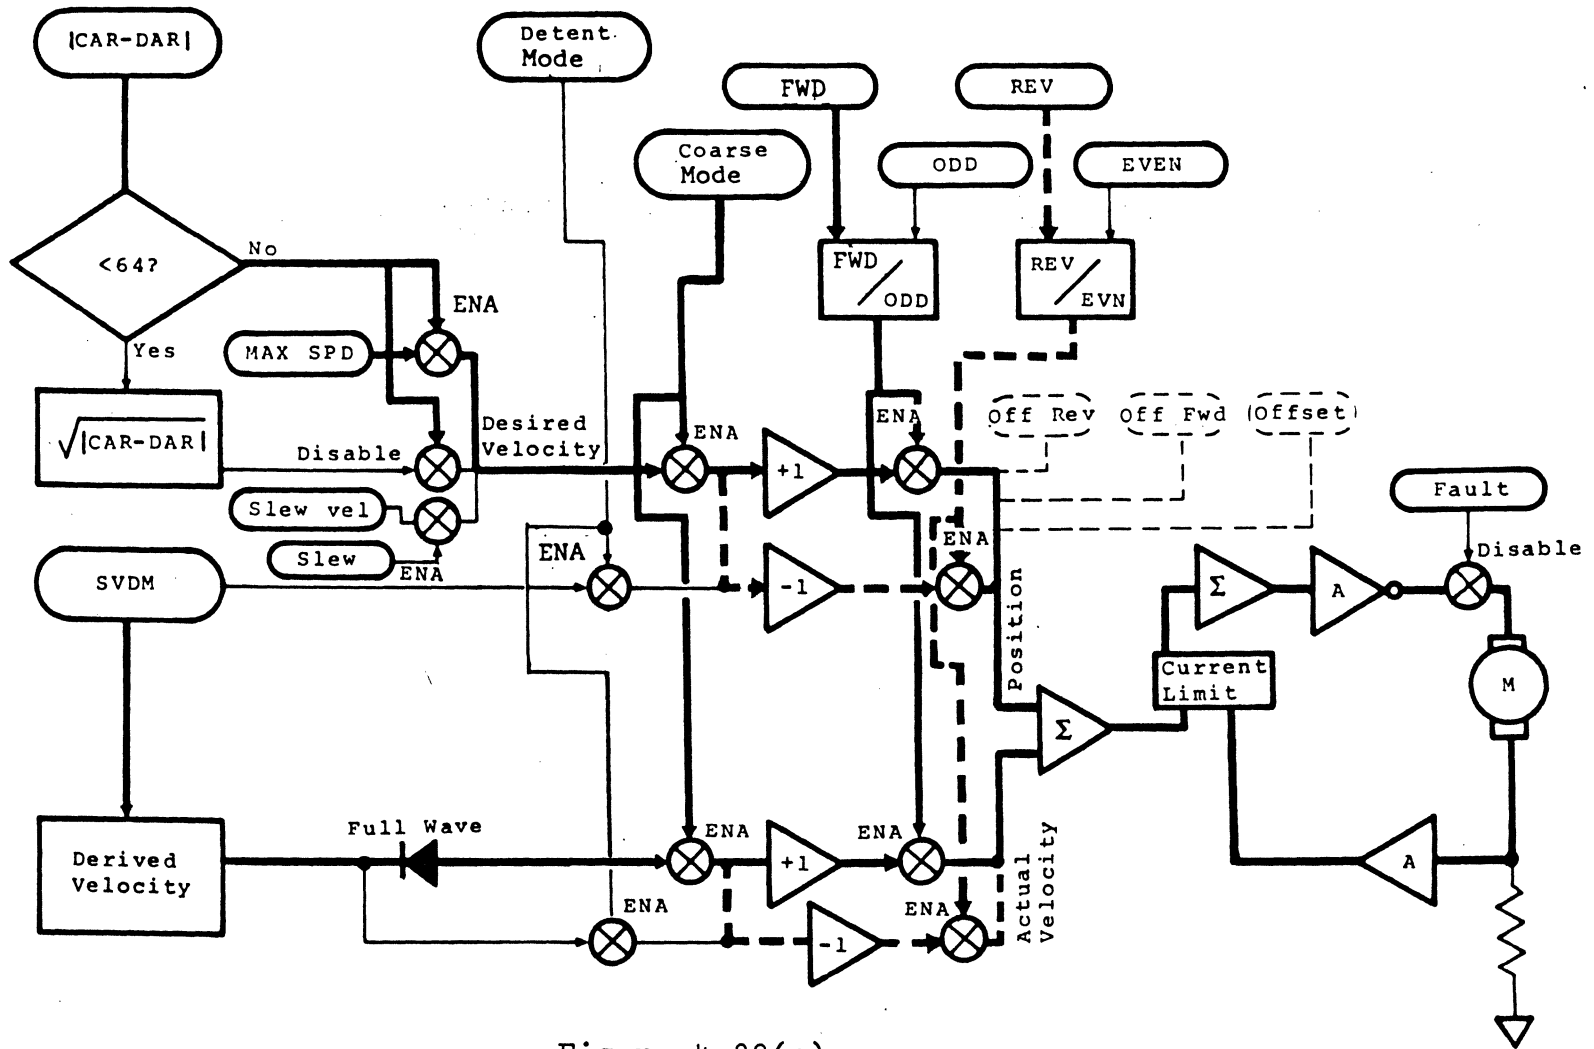 |CAR-DAR|
Detent
Mode
FWD
REV
Coarse
Mode
ODD
EVEN
No
<64?
FWD
/
ODD
REV
/
EVN
ENA
MAX SPD
Yes
√|CAR-DAR|
Disable
Desired
Velocity
ENA
ENA
Off Rev
Off Fwd
(Offset)
+1
Slew vel
Slew
ENA
SVDM
ENA
-1
ENA
Position
Fault
Disable
Σ
A
Current
Limit
M
Σ
Full Wave
ENA
ENA
Derived
Velocity
+1
A
ENA
ENA
-1
Actual
Velocity